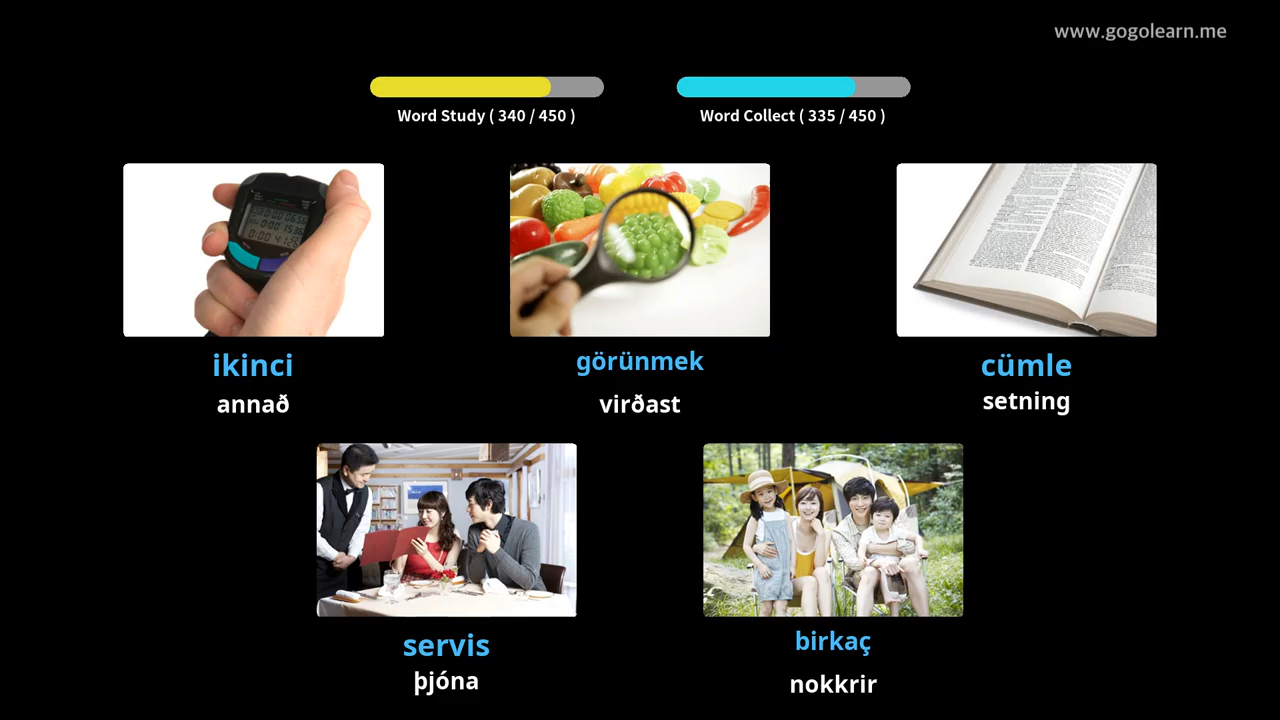 www.gogolearn.me
Word Study ( 340 / 450 )
Word Collect ( 335 / 450 )
ikinci
annað
görünmek
virðast
cümle
setning
servis
þjóna
birkaç
nokkrir